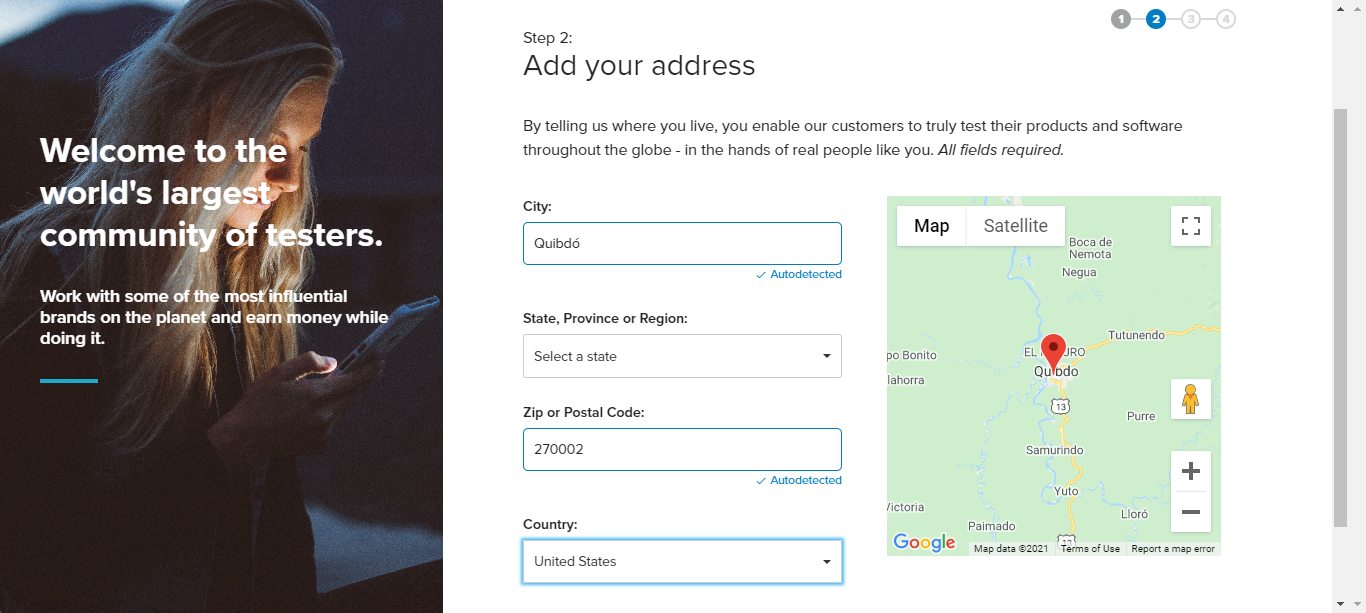 1 2 3 4
Welcome to the
world's largest
community of testers.
Work with some of the most influential
brands on the planet and earn money while
doing it.
Step 2:
Add your address
By telling us where you live, you enable our customers to truly test their products and software
throughout the globe - in the hands of real people like you. All fields required.
City:
Quibdó
Autodetected
State, Province or Region:
Select a state
Zip or Postal Code:
270002
Autodetected
Country:
United States
Map Satellite
Boca de
Nemota
Negua
Tutunendo
po Bonito
lahorra
Quibdo
13
Purre
Samurindo
Yuto
Victoria
Lloró
Paimado
13
Google
Map data ©2021 Terms of Use Report a map error